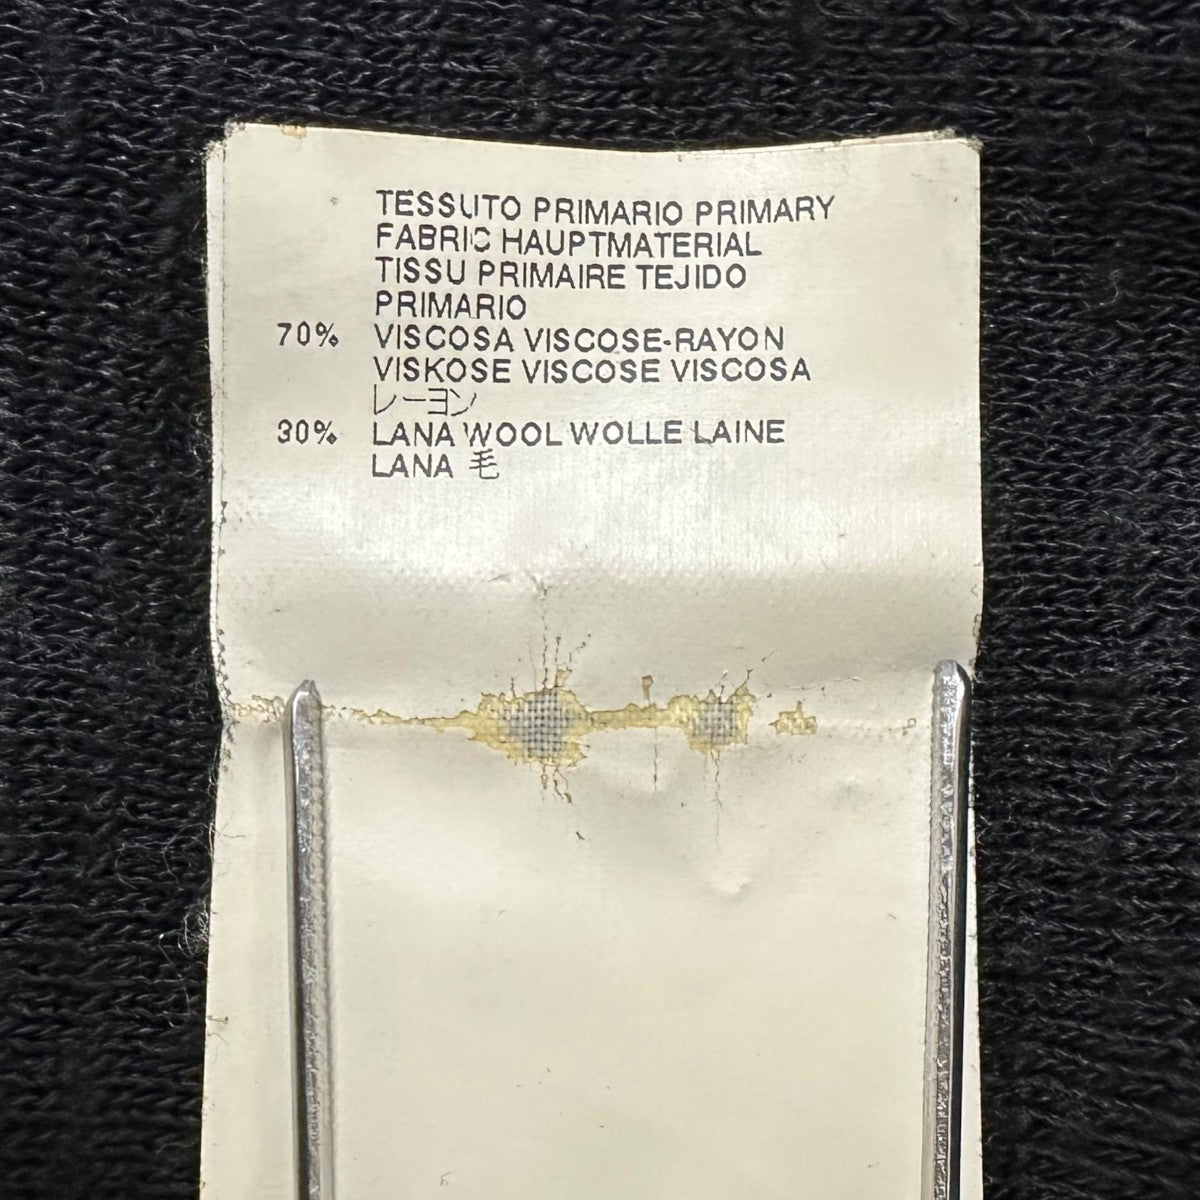 TESSUTO PRIMARIO PRIMARY
FABRIC HAUPTMATERIAL
TISSU PRIMAIRE TEJIDO
PRIMARIO
70% VISCOSA VISCOSE-RAYON
VISKOSE VISCOSE VISCOSA
レーヨン
30% LANA WOOL WOLLE LAINE
LANA 毛